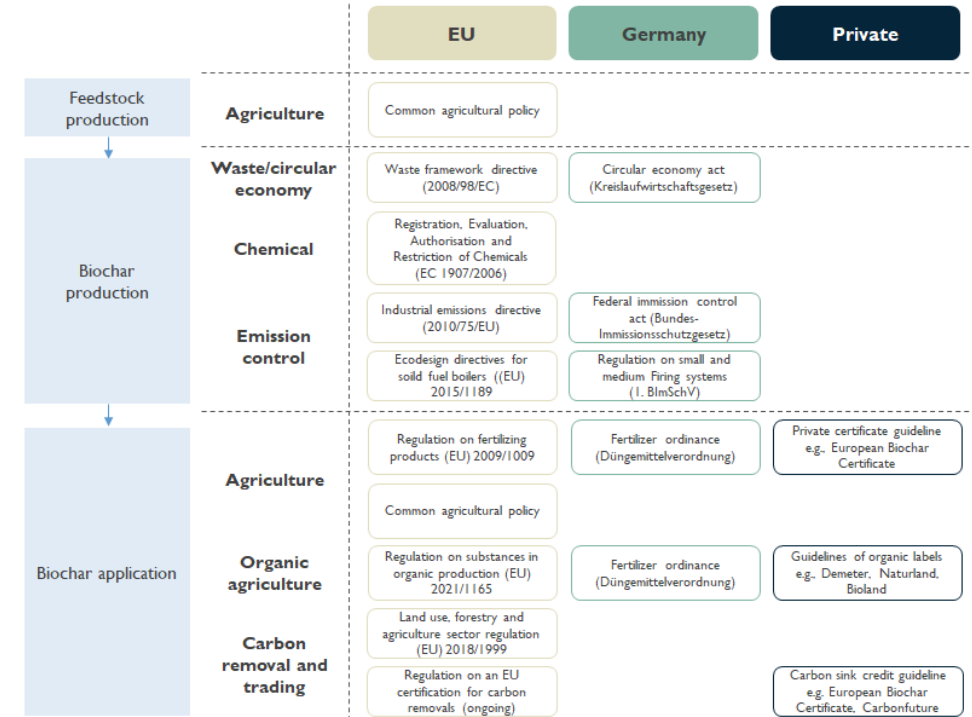 EU
Germany
Private
Feedstock
production
Agriculture
Common agricultural policy
Biochar
production
Waste/circular
economy
Waste framework directive
(2008/98/EC)
Circular economy act
(Kreislaufwirtschaftsgesetz)
Chemical
Registration, Evaluation,
Authorisation and
Restriction of Chemicals
(EC 1907/2006)
Emission
control
Industrial emissions directive
(2010/75/EU)
Federal immission control
act (Bundes-
Immissionsschutzgesetz)
Ecodesign directives for
soild fuel boilers ((EU)
2015/1189
Regulation on small and
medium Firing systems
(1. BImSchV)
Biochar application
Agriculture
Regulation on fertilizing
products (EU) 2009/1009
Fertilizer ordinance
(Düngemittelverordnung)
Private certificate guideline
e.g., European Biochar
Certificate
Common agricultural policy
Organic
agriculture
Regulation on substances in
organic production (EU)
2021/1165
Fertilizer ordinance
(Düngemittelverordnung)
Guidelines of organic labels
e.g., Demeter, Naturland,
Bioland
Carbon
removal and
trading
Land use, forestry and
agriculture sector regulation
(EU) 2018/1999
Regulation on an EU
certification for carbon
removals (ongoing)
Carbon sink credit guideline
e.g. European Biochar
Certificate, Carbonfuture